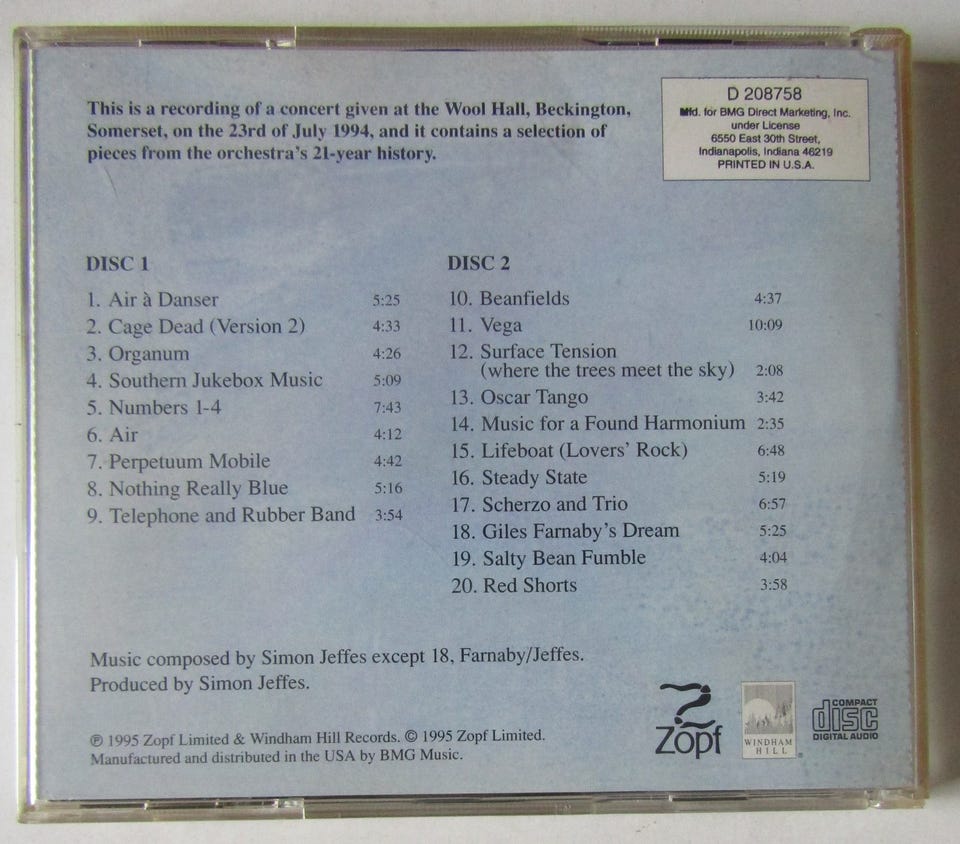 This is a recording of a concert given at the Wool Hall, Beckington,
Somerset, on the 23rd of July 1994, and it contains a selection of
pieces from the orchestra's 21-year history.
D 208758
Mfd. for BMG Direct Marketing, Inc.
under License
6550 East 30th Street,
Indianapolis, Indiana 46219
PRINTED IN U.S.A.
DISC 1
1. Air à Danser 5:25
2. Cage Dead (Version 2) 4:33
3. Organum 4:26
4. Southern Jukebox Music 5:09
5. Numbers 1-4 7:43
6. Air 4:12
7. Perpetuum Mobile 4:42
8. Nothing Really Blue 5:16
9. Telephone and Rubber Band 3:54
DISC 2
10. Beanfields 4:37
11. Vega 10:09
12. Surface Tension
(where the trees meet the sky) 2:08
13. Oscar Tango 3:42
14. Music for a Found Harmonium 2:35
15. Lifeboat (Lovers' Rock) 6:48
16. Steady State 5:19
17. Scherzo and Trio 6:57
18. Giles Farnaby's Dream 5:25
19. Salty Bean Fumble 4:04
20. Red Shorts 3:58
Music composed by Simon Jeffes except 18, Farnaby/Jeffes.
Produced by Simon Jeffes.
℗ 1995 Zopf Limited & Windham Hill Records. © 1995 Zopf Limited.
Manufactured and distributed in the USA by BMG Music.
Zopf
WINDHAM
HILL
COMPACT
disc
DIGITAL AUDIO